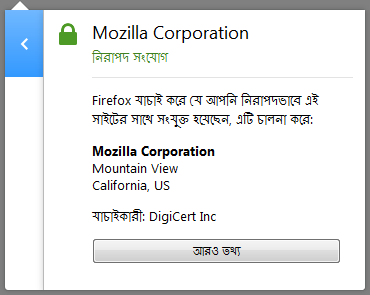 Mozilla Corporation
নিরাপদ সংযোগ
Firefox যাচাই করে যে আপনি নিরাপদভাবে এই
সাইটের সাথে সংযুক্ত হয়েছেন, এটি চালনা করে:
Mozilla Corporation
Mountain View
California, US
যাচাইকারী: DigiCert Inc
আরও তথ্য